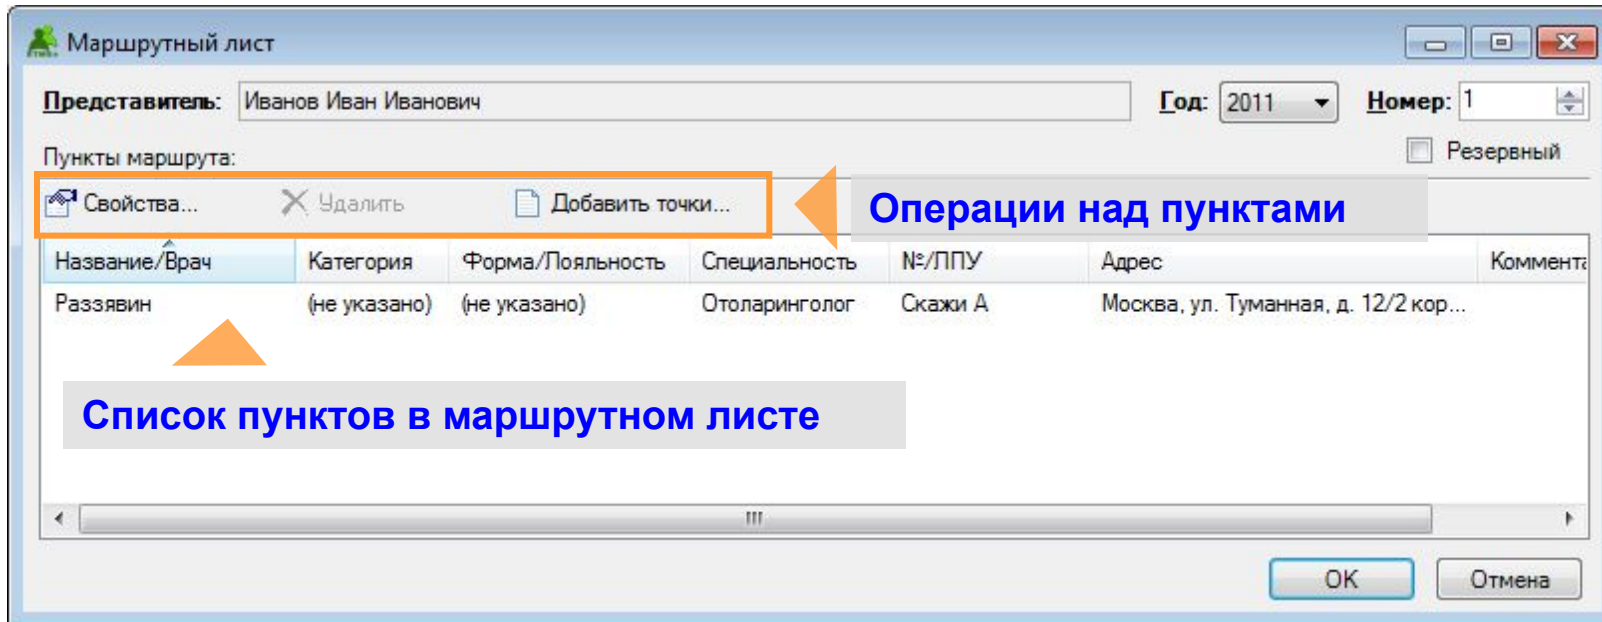 Маршрутный лист
Представитель: Иванов Иван Иванович Год: 2011 Номер: 1
Пункты маршрута: Резервный
Свойства... Удалить Добавить точки...
Операции над пунктами
Название/Врач Категория Форма/Лояльность Специальность №/ЛПУ Адрес Коммента
Раззявин (не указано) (не указано) Отоларинголог Скажи А Москва, ул. Туманная, д. 12/2 кор...
Список пунктов в маршрутном листе
OK Отмена